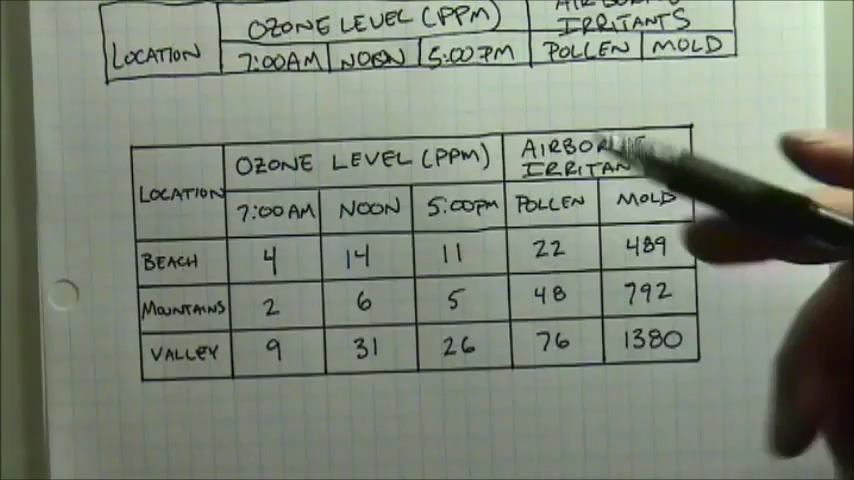 OZONE LEVEL (PPM)
IRRITANTS
LOCATION 7:00AM NOON 5:00PM POLLEN MOLD
OZONE LEVEL (PPM) 
LOCATION 7:00AM NOON 5:00PM POLLEN MOLD
BEACH 4 14 11 22 489
MOUNTAINS 2 6 5 48 792
VALLEY 9 31 26 76 1380